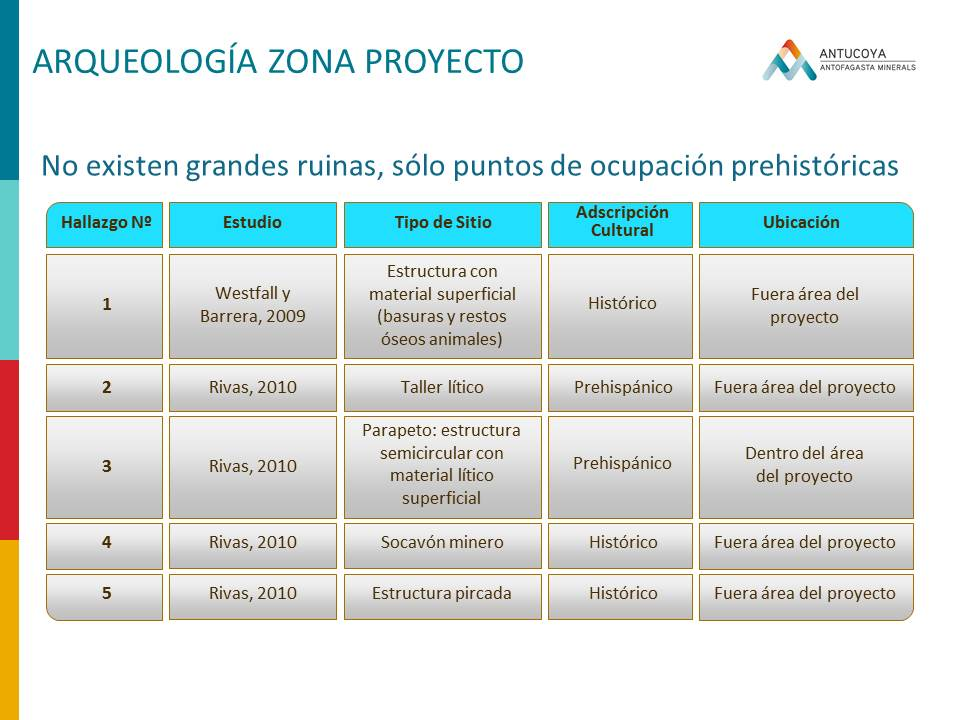 ARQUEOLOGÍA ZONA PROYECTO
ANTUCOYA
ANTOFAGASTA MINERALS
No existen grandes ruinas, sólo puntos de ocupación prehistóricas
Hallazgo Nº
Estudio
Tipo de Sitio
Adscripción
Cultural
Ubicación
1
Westfall y
Barrera, 2009
Estructura con
material superficial
(basuras y restos
óseos animales)
Histórico
Fuera área del
proyecto
2
Rivas, 2010
Taller lítico
Prehispánico
Fuera área del proyecto
3
Rivas, 2010
Parapeto: estructura
semicircular con
material lítico
superficial
Prehispánico
Dentro del área
del proyecto
4
Rivas, 2010
Socavón minero
Histórico
Fuera área del proyecto
5
Rivas, 2010
Estructura pircada
Histórico
Fuera área del proyecto